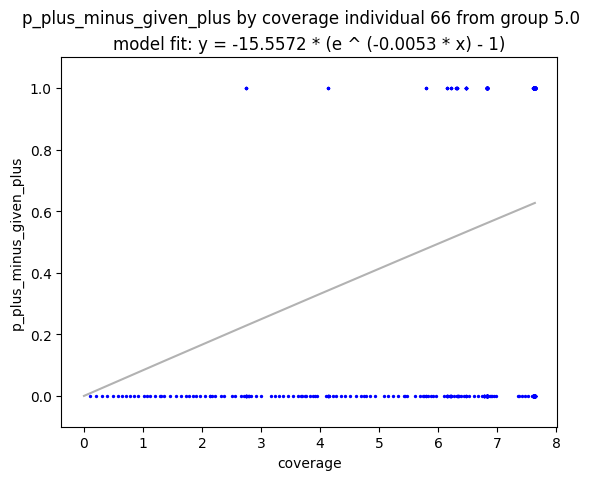 p_plus_minus_given_plus by coverage individual 66 from group 5.0
model fit: y = -15.5572 * (e ^ (-0.0053 * x) - 1)
1.0
0.8
0.6
0.4
0.2
0.0
p_plus_minus_given_plus
0 1 2 3 4 5 6 7 8
coverage